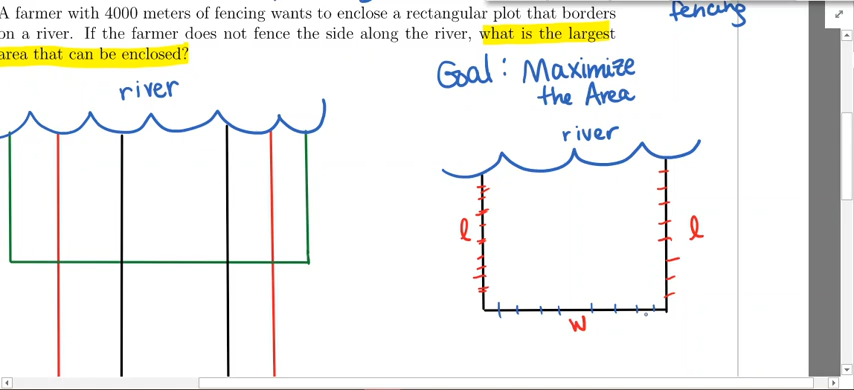 A farmer with 4000 meters of fencing wants to enclose a rectangular plot that borders
on a river. If the farmer does not fence the side along the river, what is the largest
area that can be enclosed?
fencing
Goal: Maximize
the Area
river
river
l
l
w